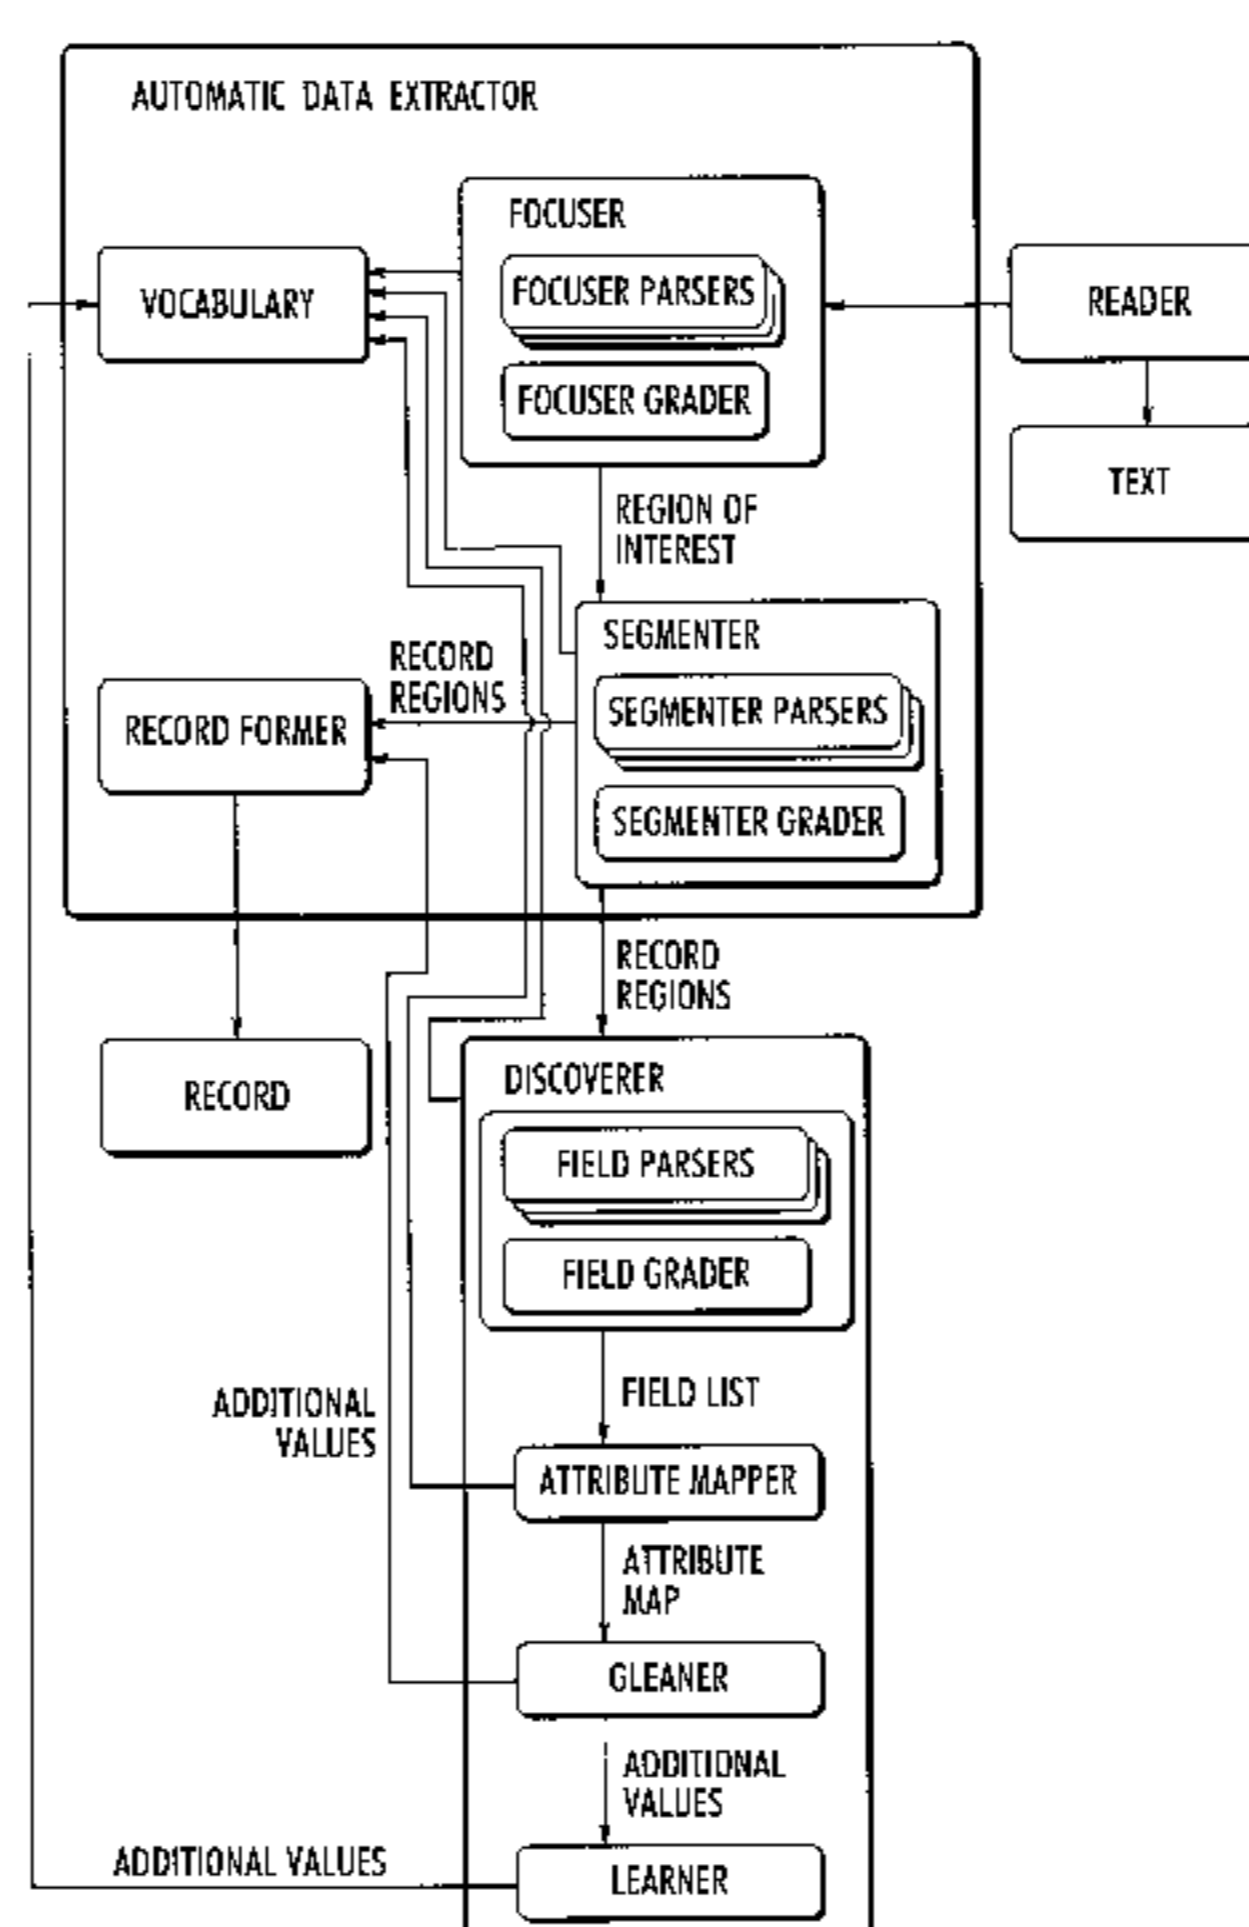 AUTOMATIC DATA EXTRACTOR
FOCUSER
FOCUSER PARSERS
FOCUSER GRADER
VOCABULARY
READER
TEXT
REGION OF
INTEREST
SEGMENTER
SEGMENTER PARSERS
SEGMENTER GRADER
RECORD
REGIONS
RECORD FORMER
RECORD
REGIONS
RECORD
DISCOVERER
FIELD PARSERS
FIELD GRADER
FIELD LIST
ADDITIONAL
VALUES
ATTRIBUTE MAPPER
ATTRIBUTE
MAP
GLEANER
ADDITIONAL
VALUES
ADDITIONAL VALUES
LEARNER